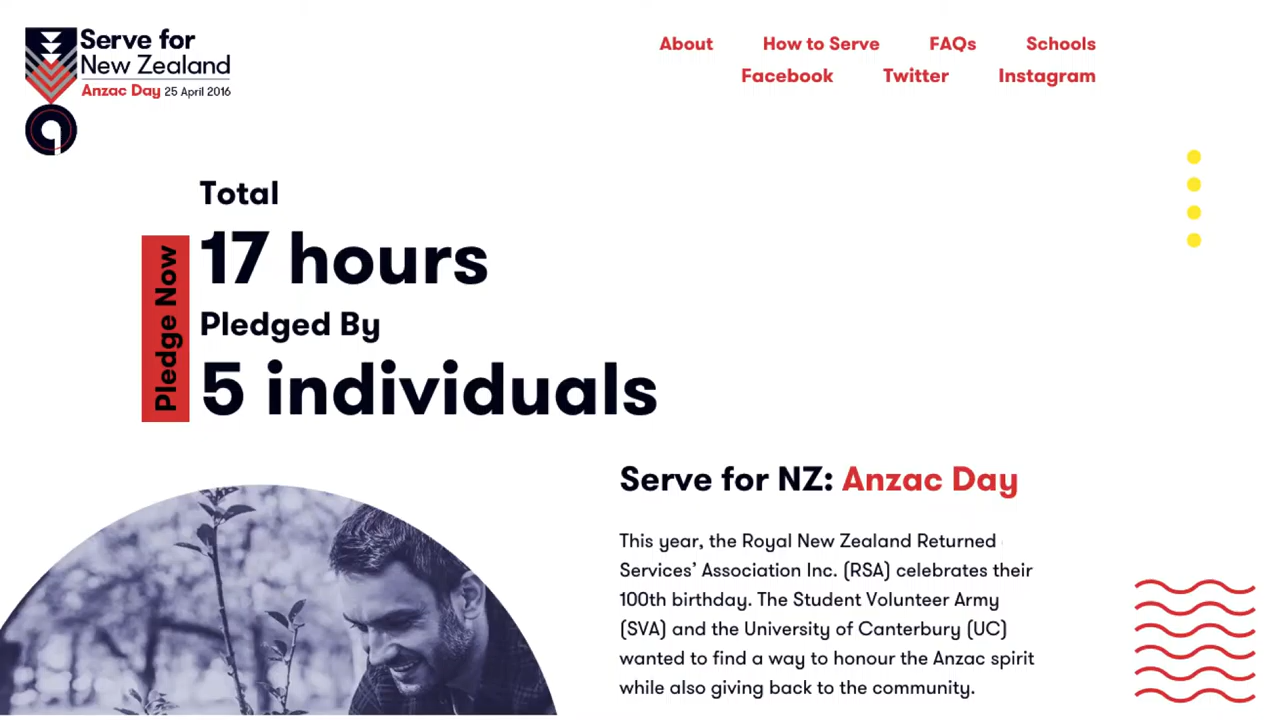 Serve for
New Zealand
Anzac Day 25 April 2016
About How to Serve FAQs Schools
Facebook Twitter Instagram
Total
17 hours
Pledged By
5 individuals
Pledge Now
Serve for NZ: Anzac Day
This year, the Royal New Zealand Returned
Services’ Association Inc. (RSA) celebrates their
100th birthday. The Student Volunteer Army
(SVA) and the University of Canterbury (UC)
wanted to find a way to honour the Anzac spirit
while also giving back to the community.